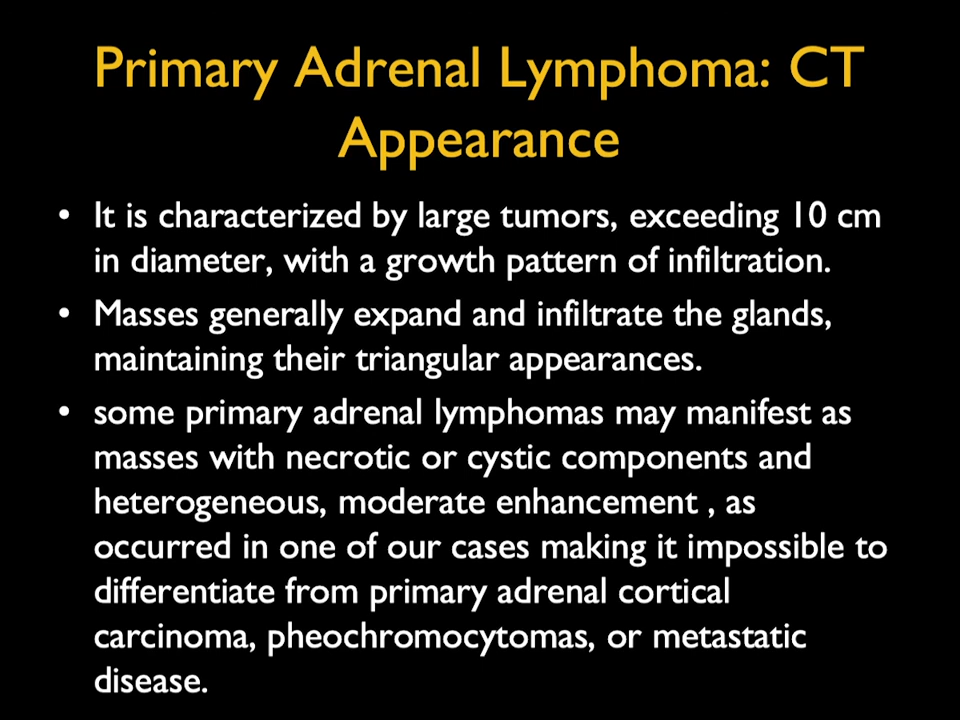 Primary Adrenal Lymphoma: CT
Appearance
• It is characterized by large tumors, exceeding 10 cm
in diameter, with a growth pattern of infiltration.
• Masses generally expand and infiltrate the glands,
maintaining their triangular appearances.
• some primary adrenal lymphomas may manifest as
masses with necrotic or cystic components and
heterogeneous, moderate enhancement , as
occurred in one of our cases making it impossible to
differentiate from primary adrenal cortical
carcinoma, pheochromocytomas, or metastatic
disease.